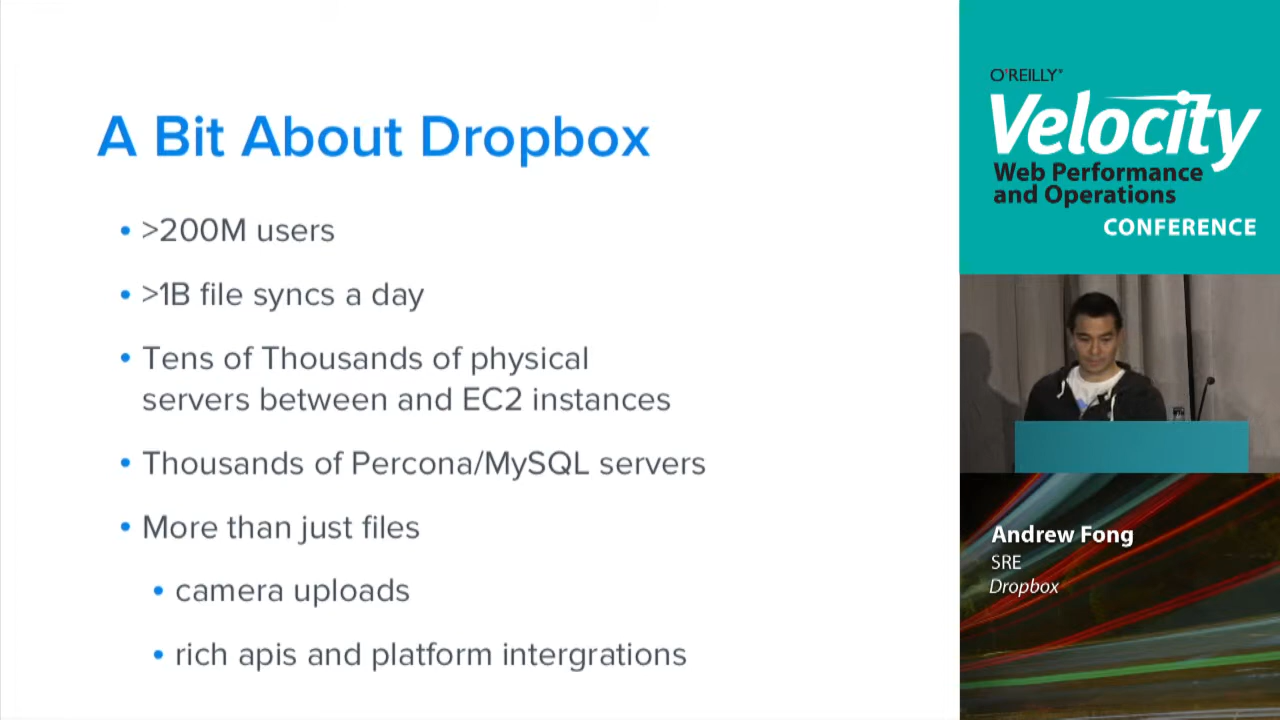 A Bit About Dropbox
• >200M users
• >1B file syncs a day
• Tens of Thousands of physical
servers between and EC2 instances
• Thousands of Percona/MySQL servers
• More than just files
• camera uploads
• rich apis and platform intergrations
O'REILLY®
Velocity
Web Performance
and Operations
CONFERENCE
Andrew Fong
SRE
Dropbox